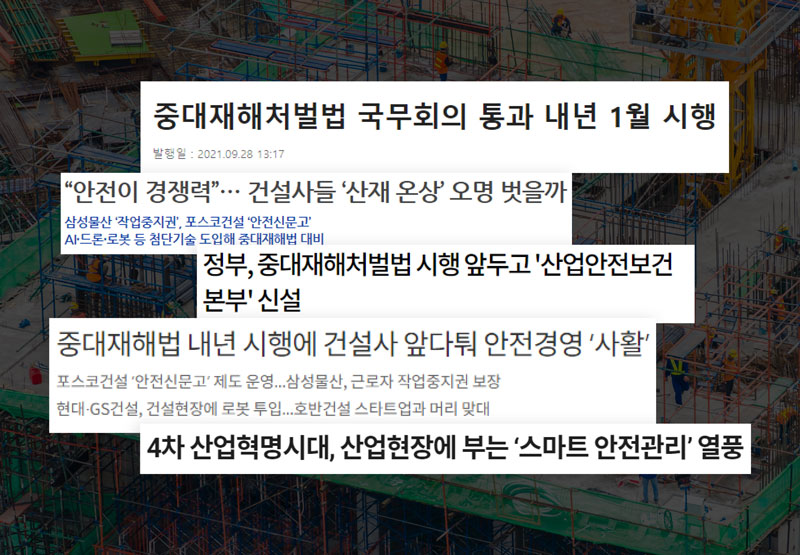 중대재해처벌법 국무회의 통과 내년 1월 시행
발행일 : 2021.09.28 13:17
“안전이 경쟁력”… 건설사들 ‘산재 온상’ 오명 벗을까
삼성물산 ‘작업중지권’, 포스코건설 ‘안전신문고’
AI·드론·로봇 등 첨단기술 도입해 중대재해법 대비
정부, 중대재해처벌법 시행 앞두고 '산업안전보건
본부' 신설
중대재해법 내년 시행에 건설사 앞다퉈 안전경영 ‘사활’
포스코건설 ‘안전신문고’ 제도 운영...삼성물산, 근로자 작업중지권 보장
현대·GS건설, 건설현장에 로봇 투입...호반건설 스타트업과 머리 맞대
4차 산업혁명시대, 산업현장에 부는 ‘스마트 안전관리’ 열풍